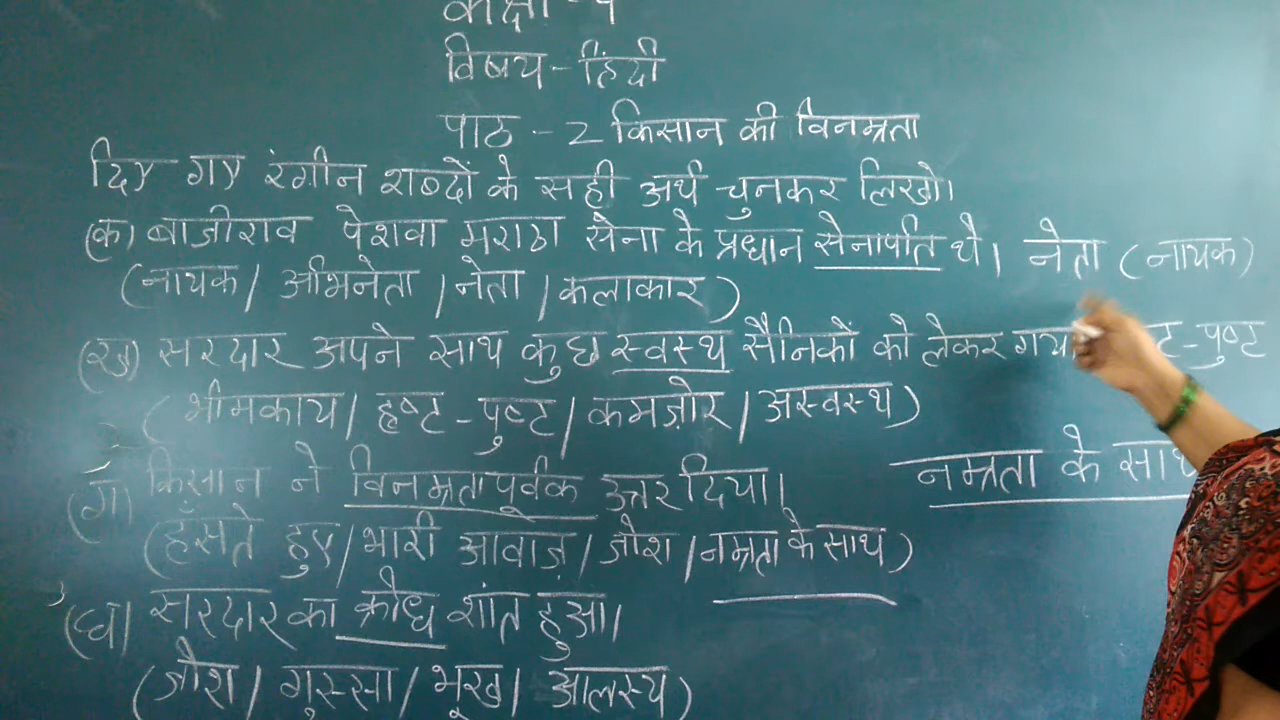 कक्षा - ५
विषय - हिंदी
पाठ - 2 किसान की विनम्रता
दिए गए रंगीन शब्दों के सही अर्थ चुनकर लिखो।
(क) बाजीराव पेशवा मराठा सेना के प्रधान सेनापति थे। नेता (नायक)
(नायक / अभिनेता / नेता / कलाकार)
(ख) सरदार अपने साथ कुछ स्वस्थ सैनिकों को लेकर गया -पुष्ट
(भीमकाय / हृष्ट-पुष्ट / कमज़ोर / अस्वस्थ)
(ग) किसान ने विनम्रतापूर्वक उत्तर दिया। नम्रता के साथ
(हँसते हुए / भारी आवाज़ / जोश / नम्रता के साथ)
(घ) सरदार का क्रोध शांत हुआ।
(जोश / गुस्सा / भूख / आलस्य)